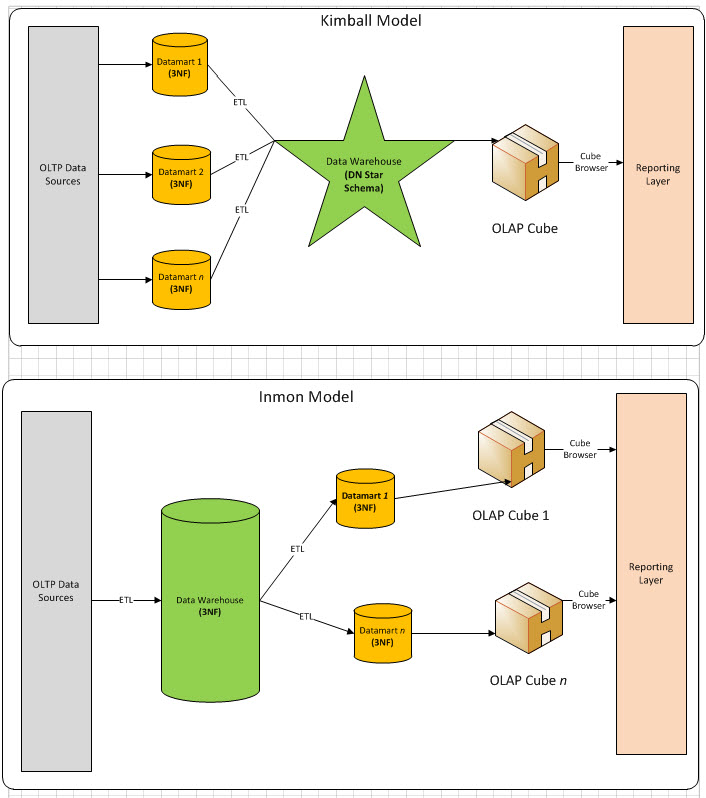 Kimball Model
OLTP Data
Sources
Datamart 1
(3NF)
ETL
Datamart 2
(3NF)
ETL
Datamart n
(3NF)
ETL
Data Warehouse
(DN Star
Schema)
OLAP Cube
Cube
Browser
Reporting
Layer
Inmon Model
OLTP Data
Sources
ETL
Data Warehouse
(3NF)
ETL
Datamart 1
(3NF)
ETL
Datamart n
(3NF)
OLAP Cube 1
Cube
Browser
OLAP Cube n
Cube
Browser
Reporting
Layer